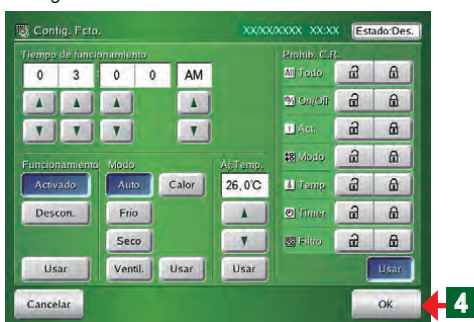 Config. Fcto. XX/XX/XXXX XX:XX Estado:Des.
Tiempo de funcionamiento
0 3 : 0 0 AM
Prohib. C.R.
All Todo
On/Off
Act.
Modo
Temp
Timer
Filtro
Usar
Funcionamiento
Activado
Descon.
Usar
Modo
Auto Calor
Frio
Seco
Ventil. Usar
Aj.Temp.
26,0℃
Usar
Cancelar OK
4